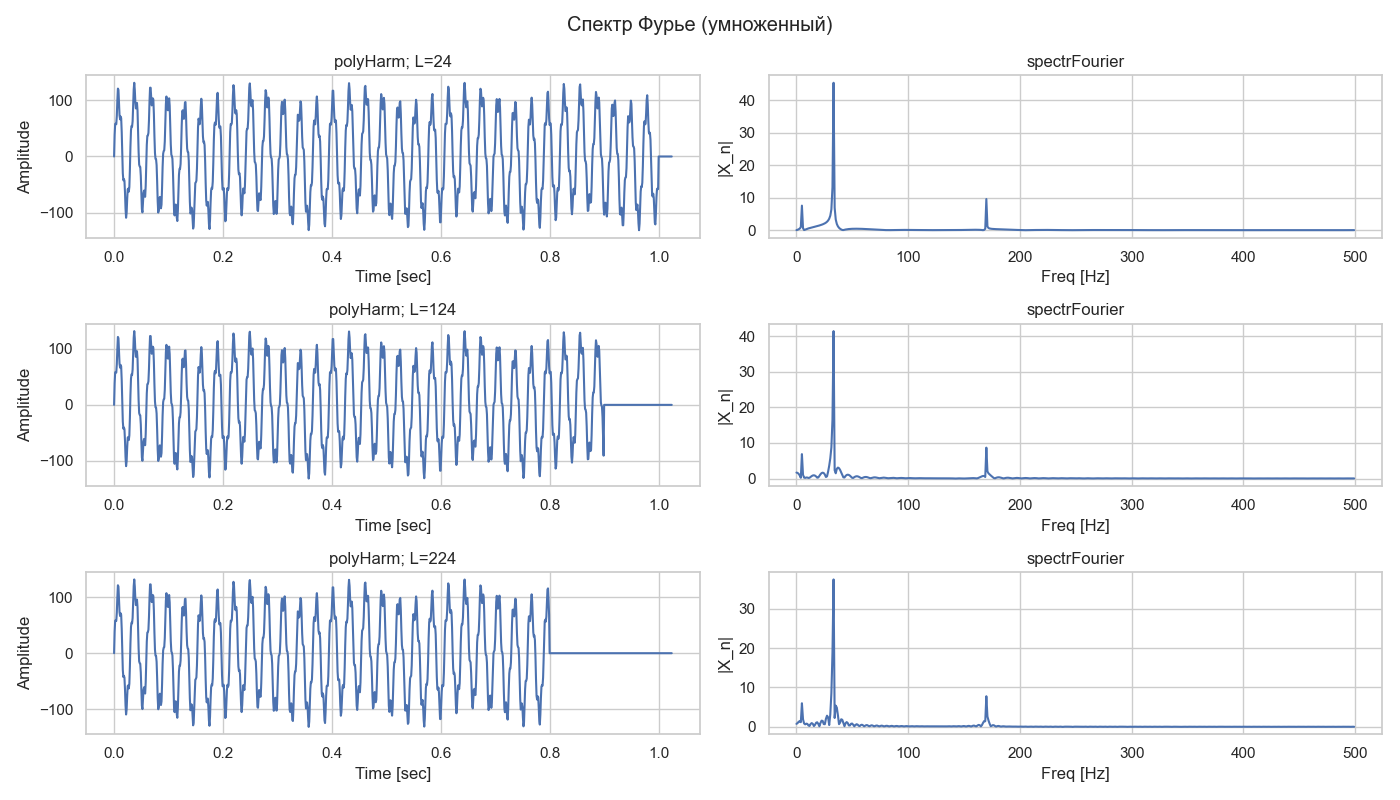 Спектр Фурье (умноженный)
polyHarm; L=24
Amplitude
100
0
−100
0.0 0.2 0.4 0.6 0.8 1.0
Time [sec]
spectrFourier
|X_n|
40
30
20
10
0
0 100 200 300 400 500
Freq [Hz]
polyHarm; L=124
Amplitude
100
0
−100
0.0 0.2 0.4 0.6 0.8 1.0
Time [sec]
spectrFourier
|X_n|
40
30
20
10
0
0 100 200 300 400 500
Freq [Hz]
polyHarm; L=224
Amplitude
100
0
−100
0.0 0.2 0.4 0.6 0.8 1.0
Time [sec]
spectrFourier
|X_n|
30
20
10
0
0 100 200 300 400 500
Freq [Hz]